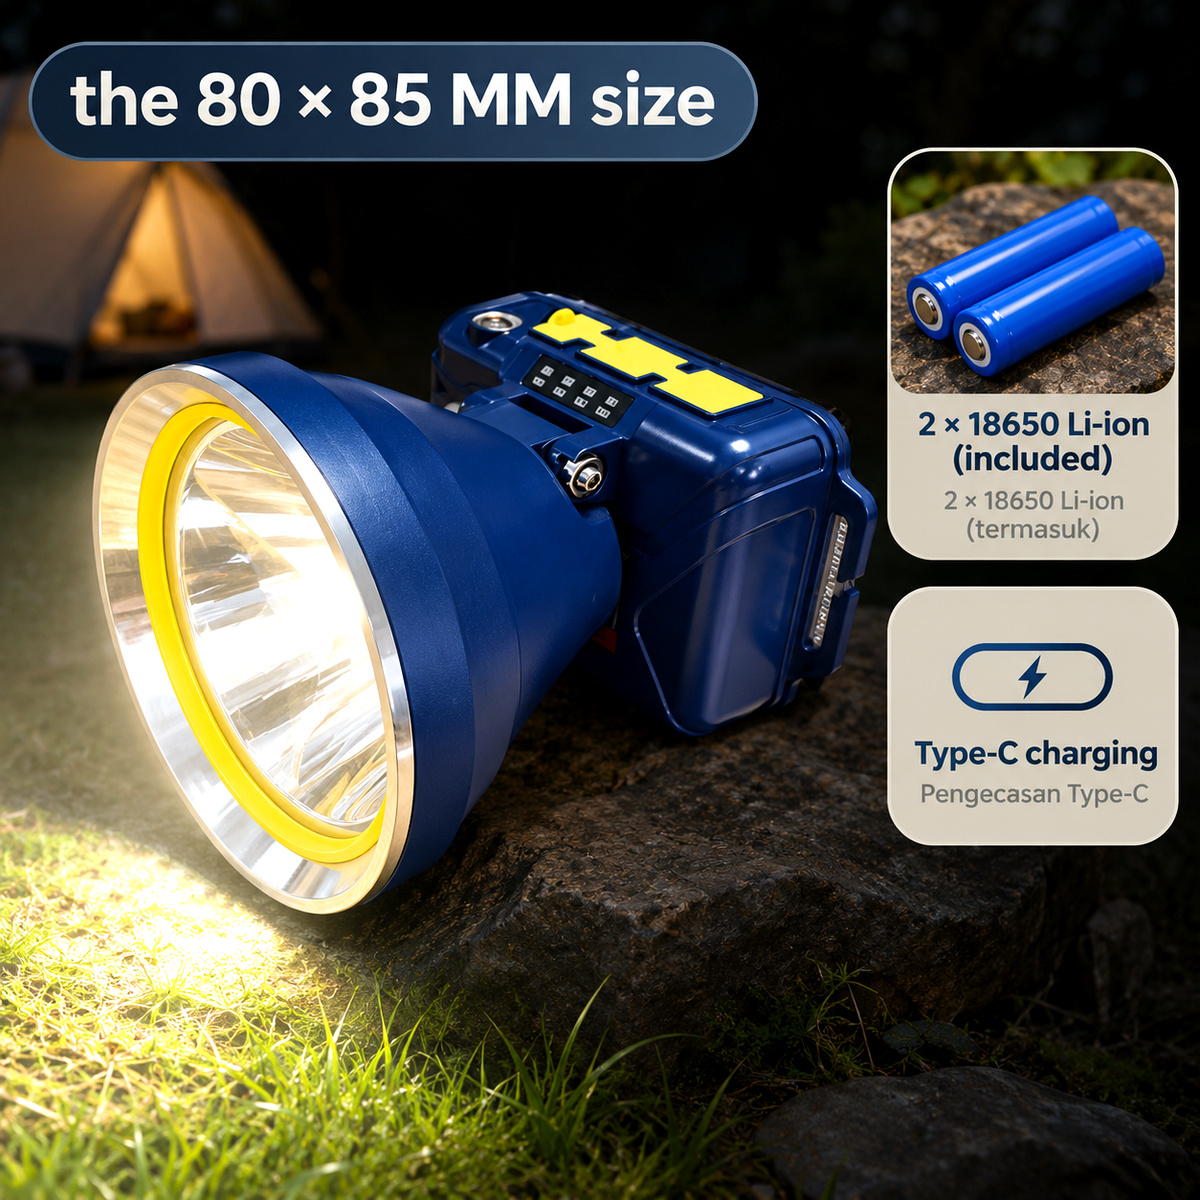 the 80 × 85 MM size
2 × 18650 Li-ion
(included)
2 × 18650 Li-ion
(termasuk)
Type-C charging
Pengecasan Type-C